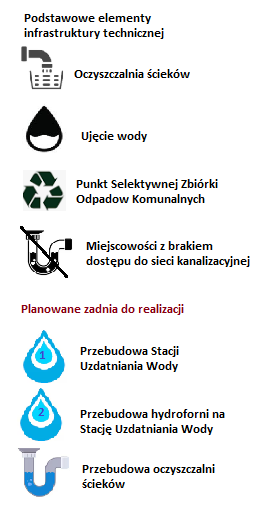 Podstawowe elementy
infrastruktury technicznej
Oczyszczalnia ścieków
Ujęcie wody
Punkt Selektywnej Zbiórki
Odpadow Komunalnych
Miejscowości z brakiem
dostępu do sieci kanalizacyjnej
Planowane zadnia do realizacji
1
Przebudowa Stacji
Uzdatniania Wody
2
Przebudowa hydroforni na
Stację Uzdatniania Wody
Przebudowa oczyszczalni
ścieków